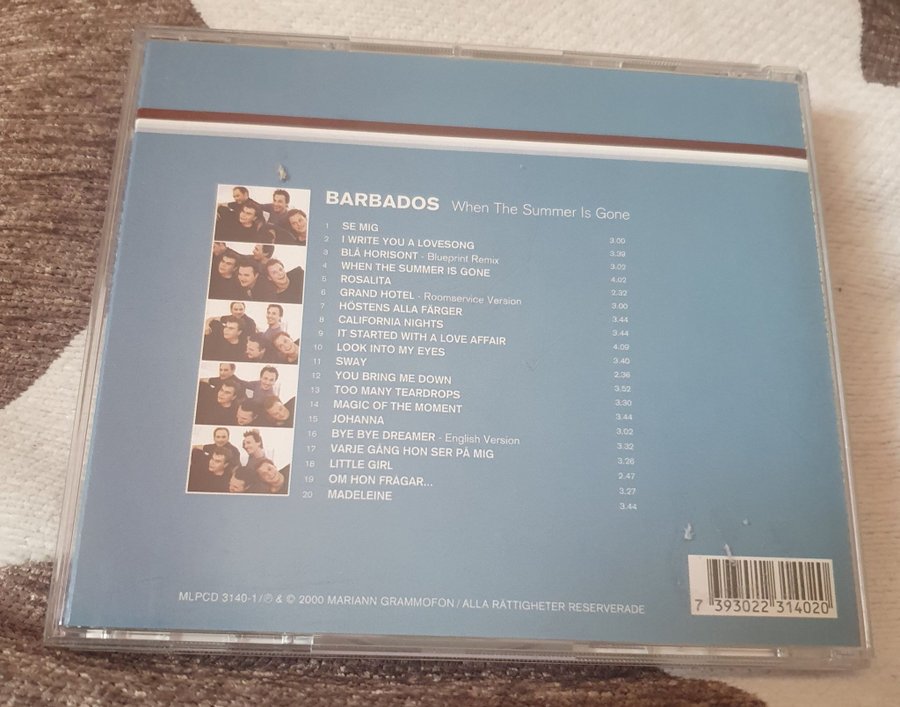 BARBADOS When The Summer Is Gone
1 SE MIG 3.00
2 I WRITE YOU A LOVESONG 3.39
3 BLÅ HORISONT - Blueprint Remix 3.02
4 WHEN THE SUMMER IS GONE 4.02
5 ROSALITA 2.32
6 GRAND HOTEL - Roomservice Version 3.00
7 HÖSTENS ALLA FÄRGER 3.44
8 CALIFORNIA NIGHTS 3.44
9 IT STARTED WITH A LOVE AFFAIR 4.09
10 LOOK INTO MY EYES 3.40
11 SWAY 2.36
12 YOU BRING ME DOWN 3.52
13 TOO MANY TEARDROPS 3.30
14 MAGIC OF THE MOMENT 3.44
15 JOHANNA 3.02
16 BYE BYE DREAMER - English Version 3.32
17 VARJE GÅNG HON SER PÅ MIG 3.26
18 LITTLE GIRL 2.47
19 OM HON FRÅGAR... 3.27
20 MADELEINE 3.44
MLPCD 3140-1 / ℗ & © 2000 MARIANN GRAMMOFON / ALLA RÄTTIGHETER RESERVERADE
7 393022 314020